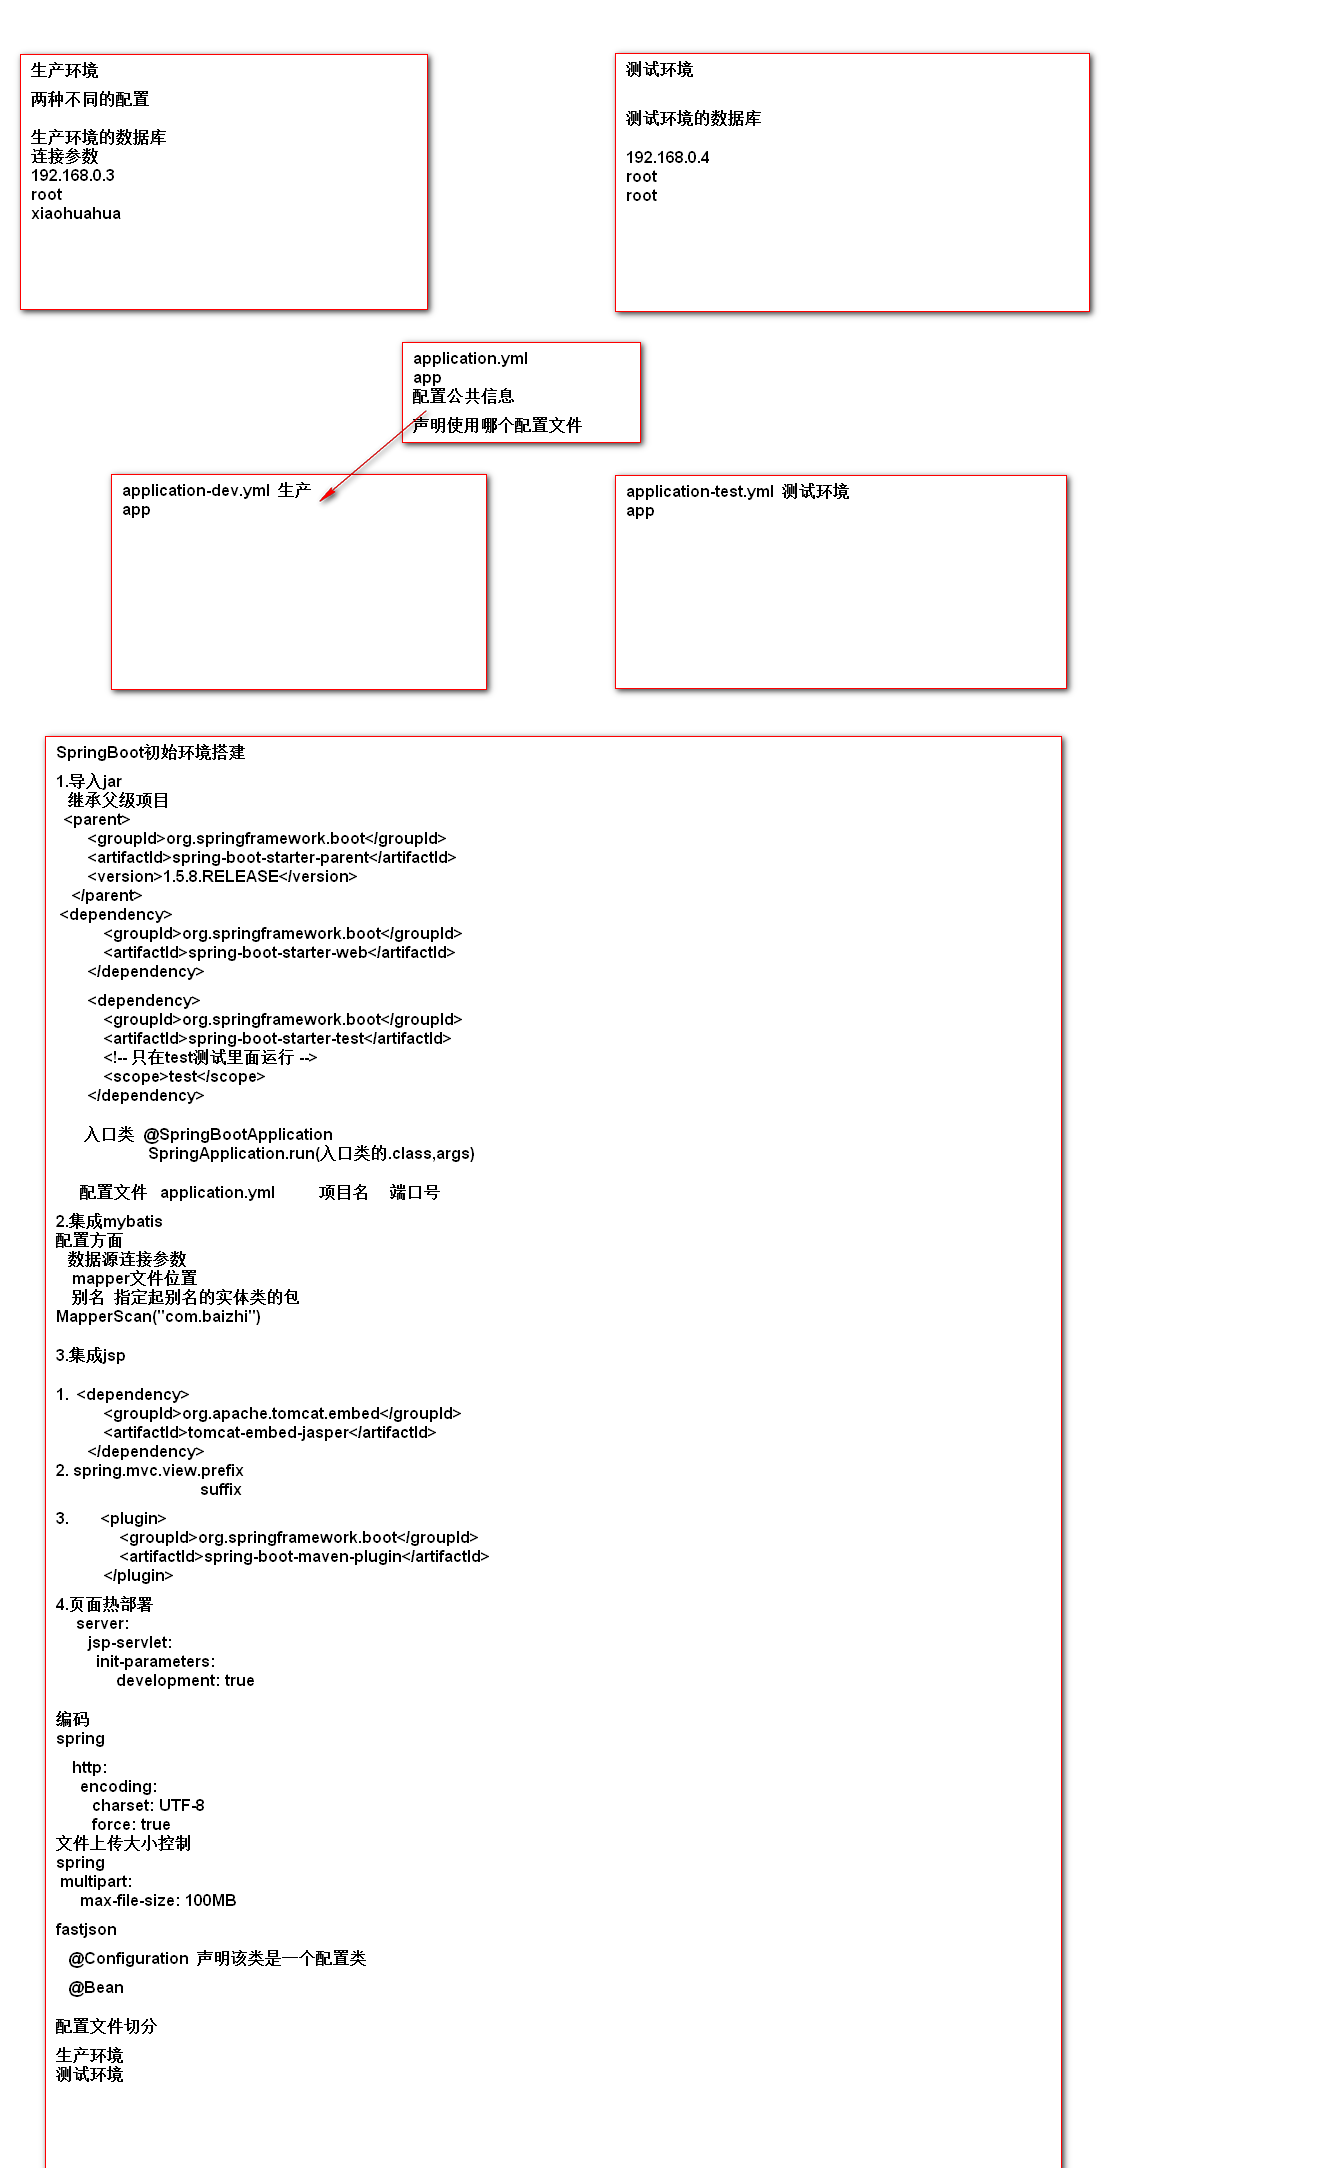 生产环境
两种不同的配置
生产环境的数据库
连接参数
192.168.0.3
root
xiaohuahua
测试环境
测试环境的数据库
192.168.0.4
root
root
application.yml
app
配置公共信息
声明使用哪个配置文件
application-dev.yml 生产
app
application-test.yml 测试环境
app
SpringBoot初始环境搭建
1.导入jar
继承父级项目
<parent>
<groupId>org.springframework.boot</groupId>
<artifactId>spring-boot-starter-parent</artifactId>
<version>1.5.8.RELEASE</version>
</parent>
<dependency>
<groupId>org.springframework.boot</groupId>
<artifactId>spring-boot-starter-web</artifactId>
</dependency>
<dependency>
<groupId>org.springframework.boot</groupId>
<artifactId>spring-boot-starter-test</artifactId>
<!-- 只在test测试里面运行 -->
<scope>test</scope>
</dependency>
入口类 @SpringBootApplication
SpringApplication.run(入口类的.class,args)
配置文件 application.yml 项目名 端口号
2.集成mybatis
配置方面
数据源连接参数
mapper文件位置
别名 指定起别名的实体类的包
MapperScan("com.baizhi")
3.集成jsp
1. <dependency>
<groupId>org.apache.tomcat.embed</groupId>
<artifactId>tomcat-embed-jasper</artifactId>
</dependency>
2. spring.mvc.view.prefix
suffix
3. <plugin>
<groupId>org.springframework.boot</groupId>
<artifactId>spring-boot-maven-plugin</artifactId>
</plugin>
4.页面热部署
server:
jsp-servlet:
init-parameters:
development: true
编码
spring
http:
encoding:
charset: UTF-8
force: true
文件上传大小控制
spring
multipart:
max-file-size: 100MB
fastjson
@Configuration 声明该类是一个配置类
@Bean
配置文件切分
生产环境
测试环境